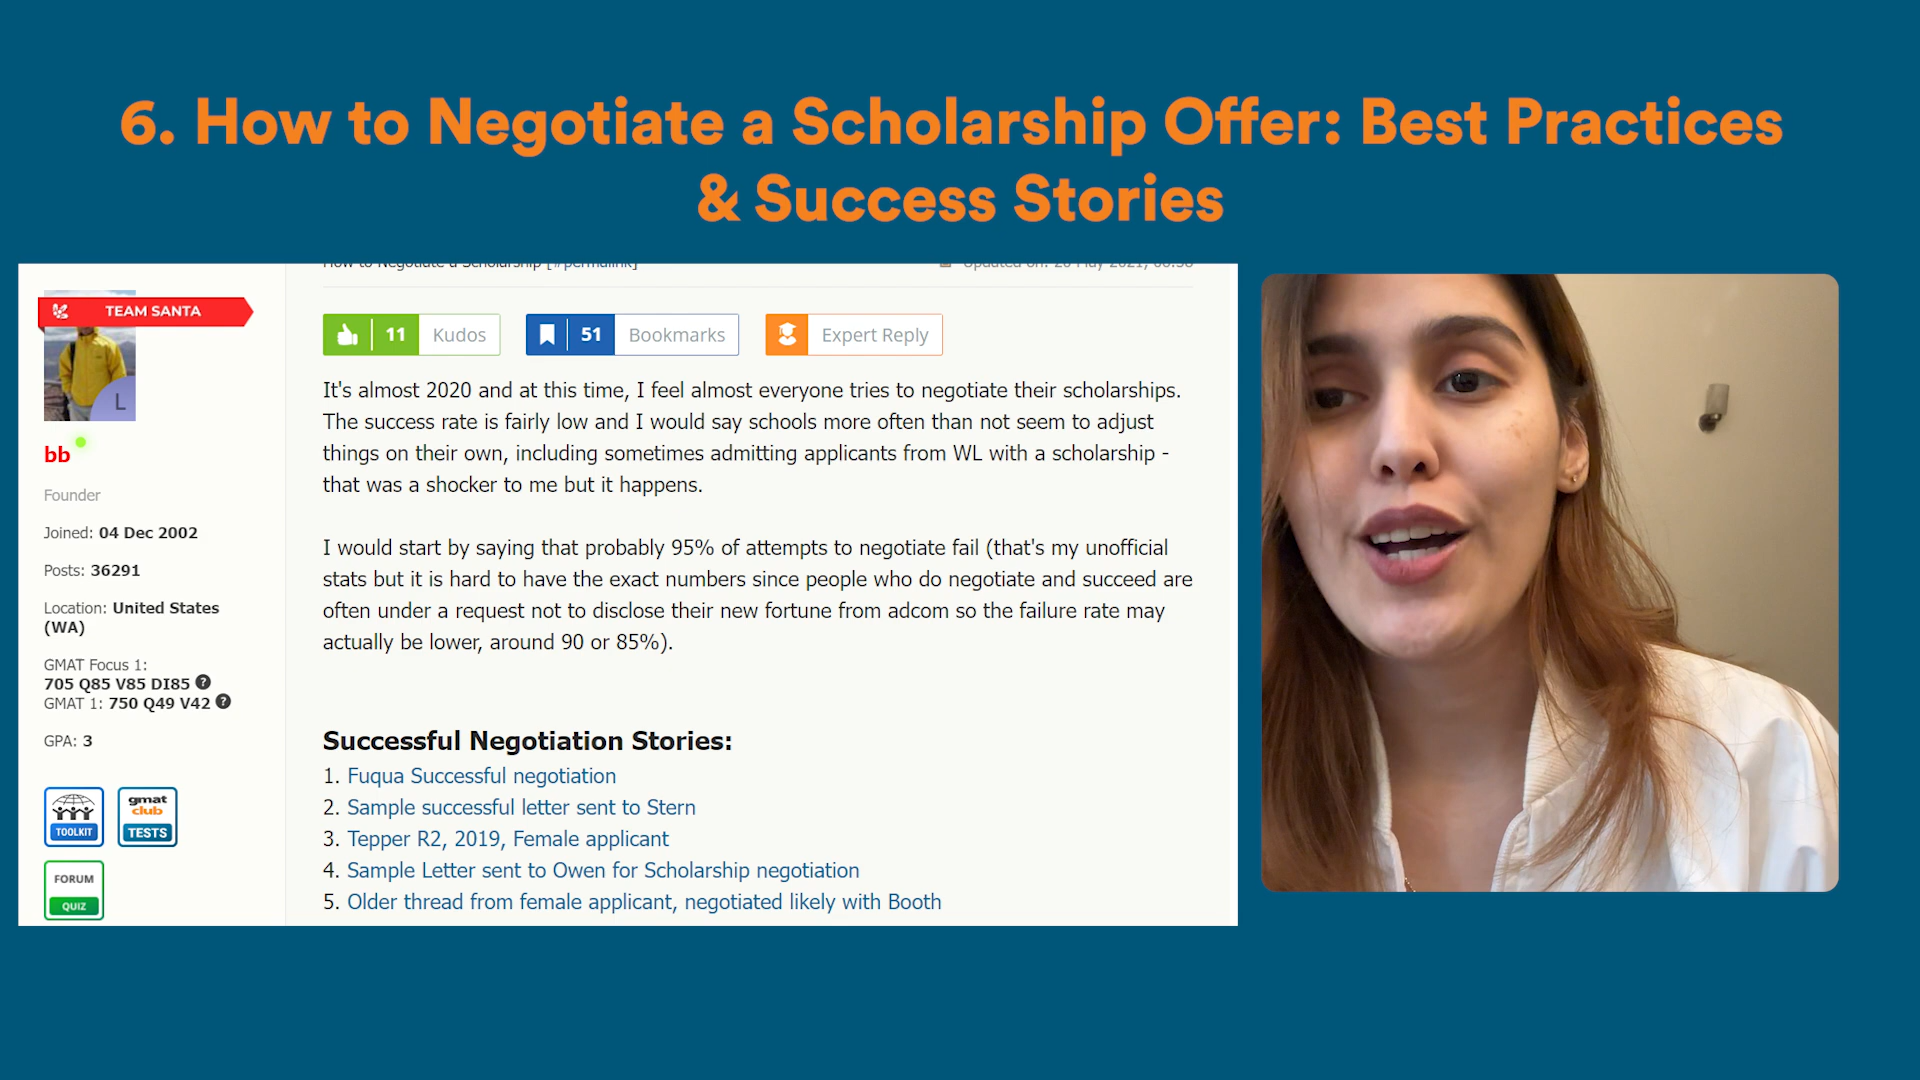 6. How to Negotiate a Scholarship Offer: Best Practices
& Success Stories
How to Negotiate a Scholarship [#permalink]
TEAM SANTA
L
bb
Founder
Joined: 04 Dec 2002
Posts: 36291
Location: United States
(WA)
GMAT Focus 1:
705 Q85 V85 DI85 ?
GMAT 1: 750 Q49 V42 ?
GPA: 3
TOOLKIT
gmat
club
TESTS
FORUM
QUIZ
11 Kudos
51 Bookmarks
Expert Reply
It's almost 2020 and at this time, I feel almost everyone tries to negotiate their scholarships.
The success rate is fairly low and I would say schools more often than not seem to adjust
things on their own, including sometimes admitting applicants from WL with a scholarship -
that was a shocker to me but it happens.
I would start by saying that probably 95% of attempts to negotiate fail (that's my unofficial
stats but it is hard to have the exact numbers since people who do negotiate and succeed are
often under a request not to disclose their new fortune from adcom so the failure rate may
actually be lower, around 90 or 85%).
Successful Negotiation Stories:
1. Fuqua Successful negotiation
2. Sample successful letter sent to Stern
3. Tepper R2, 2019, Female applicant
4. Sample Letter sent to Owen for Scholarship negotiation
5. Older thread from female applicant, negotiated likely with Booth